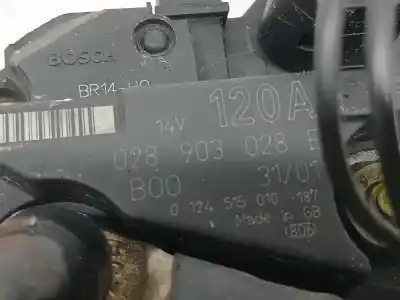 BOSCH
BR14-H0
14V 120A
028 903 028 E
B00 31/01
0 124 515 010 187
Made in GB